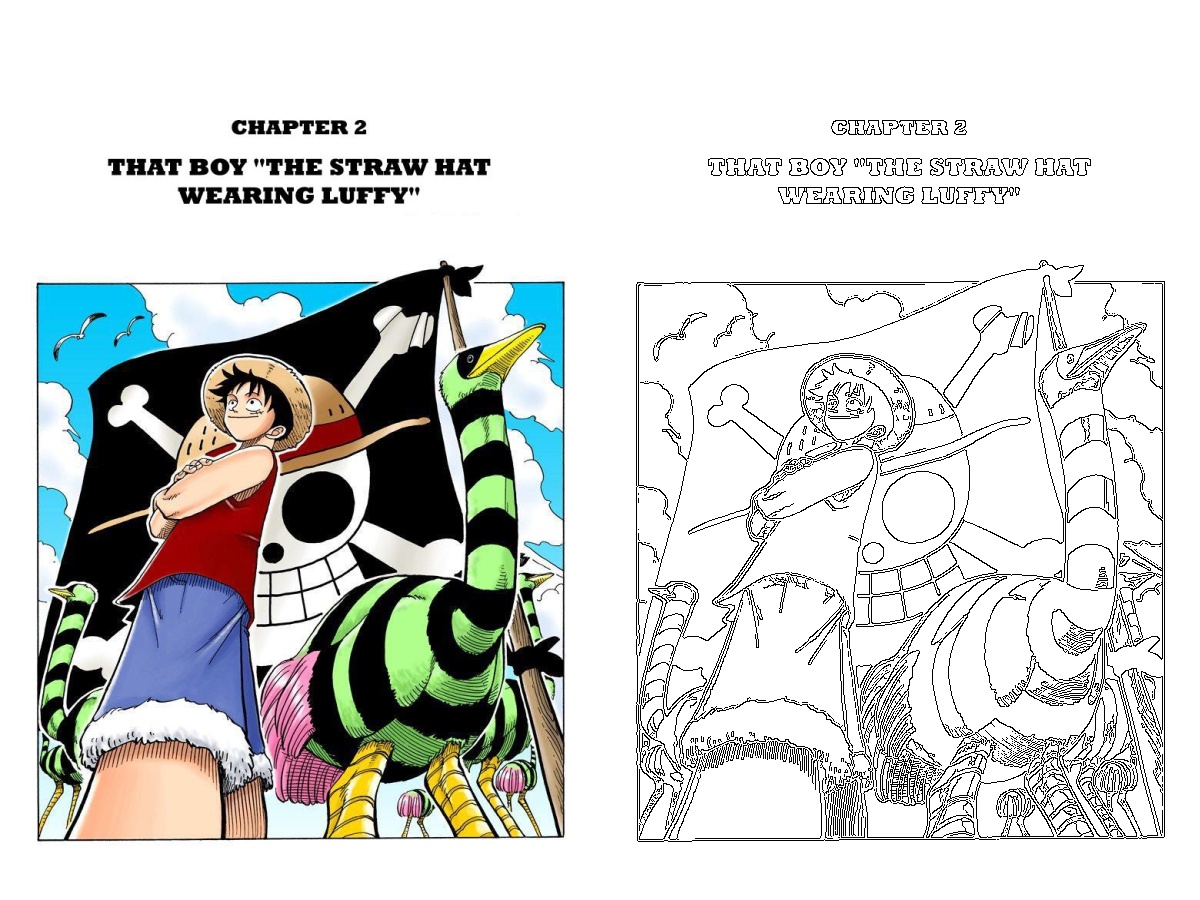 CHAPTER 2
THAT BOY "THE STRAW HAT
WEARING LUFFY"
CHAPTER 2
THAT BOY "THE STRAW HAT
WEARING LUFFY"